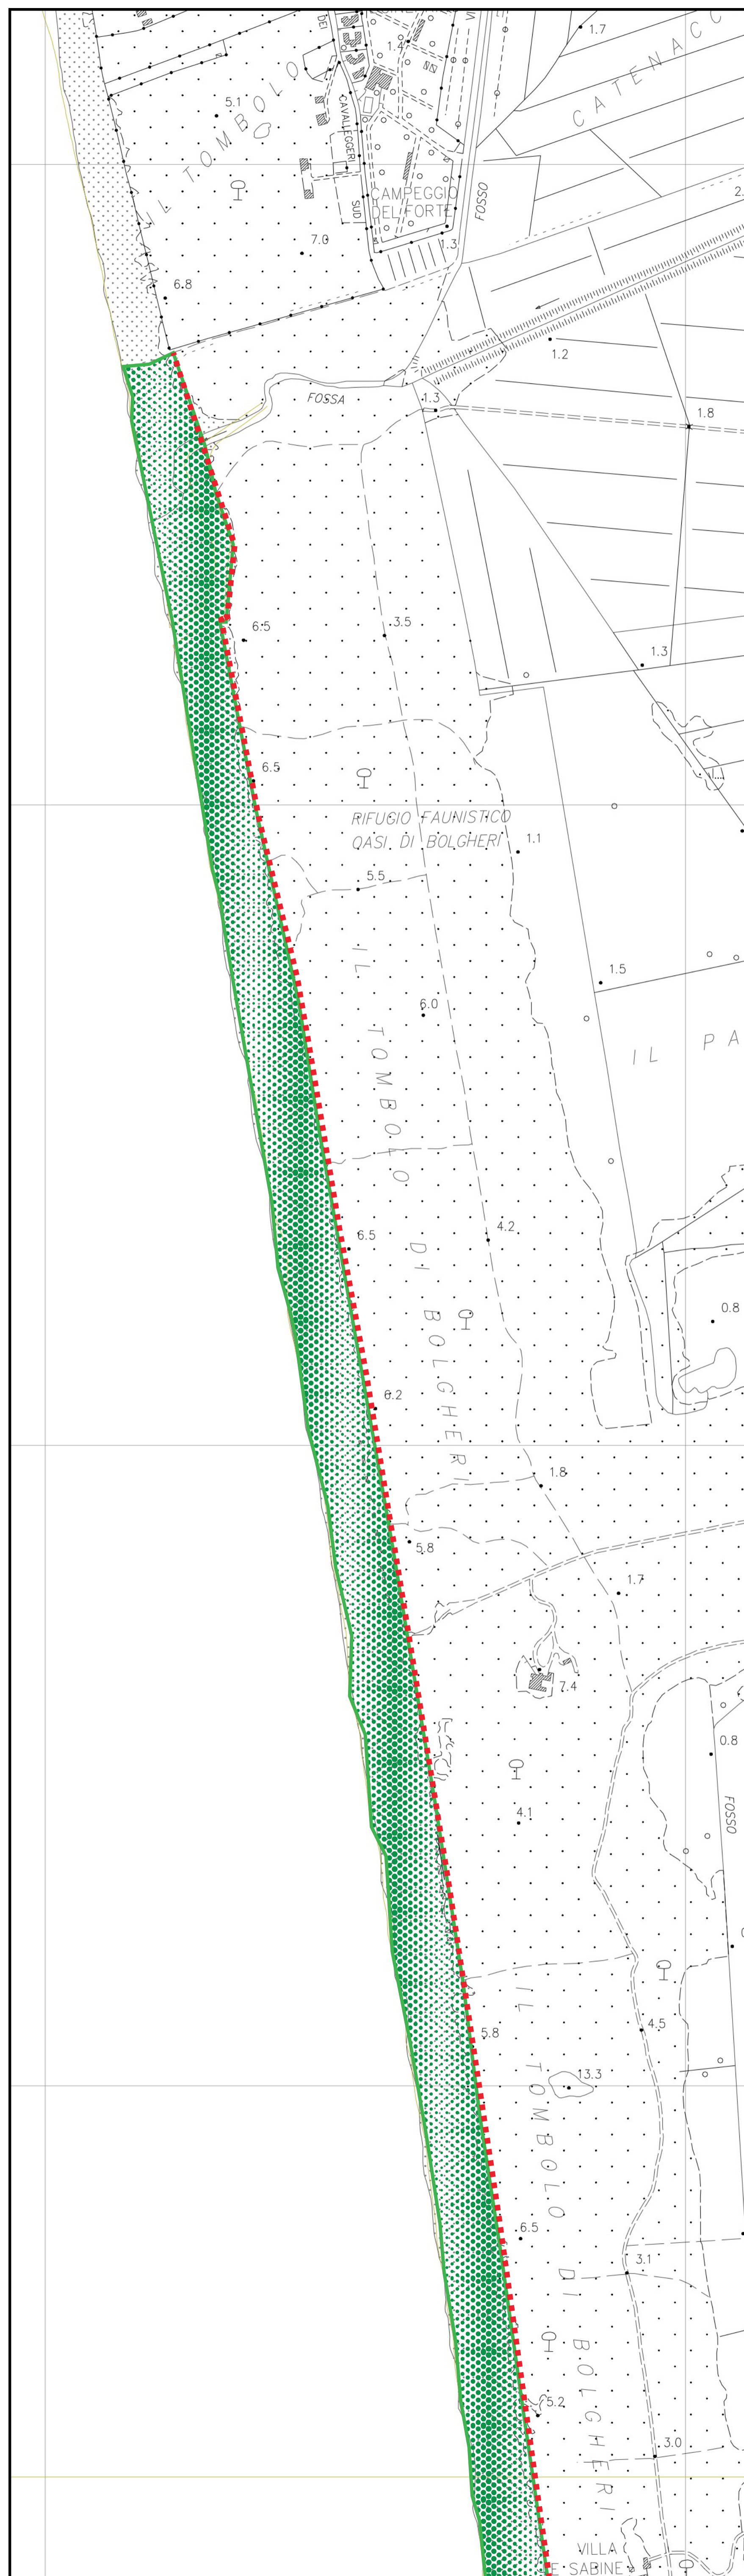 1.7
1.4
CATENACC
5.1
DEI
CAVALLEGGERI
SUD
IL TOMBOLO
CAMPEGGIO
DEL FORTE
FOSSO
2.
7.0
1.3
6.8
1.2
FOSSA
1.3
1.8
6.5
3.5
1.3
6.5
RIFUGIO FAUNISTICO
OASI DI BOLGHERI
1.1
5.5
1.5
6.0
IL PA
IL TOMBOLO DI BOLGHERI
4.2
6.5
0.8
6.2
1.8
5.8
1.7
7.4
0.8
4.1
FOSSO
IL TOMBOLO DI BOLGHERI
4.5
5.8
13.3
6.5
3.1
5.2
3.0
VILLA
E SABINE